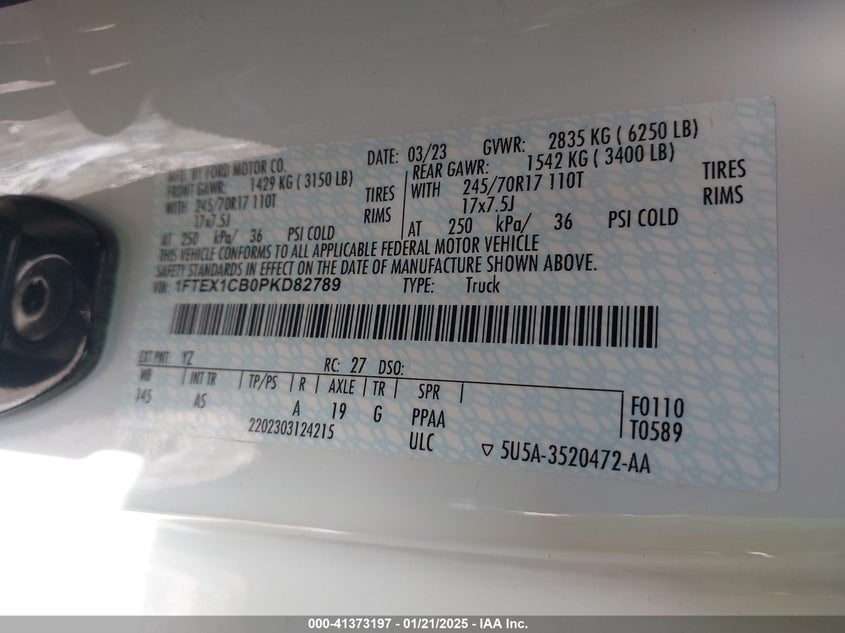 MFD. BY FORD MOTOR CO. DATE: 03/23 GVWR: 2835 KG ( 6250 LB)
FRONT GAWR: 1429 KG ( 3150 LB) REAR GAWR: 1542 KG ( 3400 LB)
WITH 245/70R17 110T TIRES WITH 245/70R17 110T TIRES
17x7.5J RIMS 17x7.5J RIMS
AT 250 kPa/ 36 PSI COLD AT 250 kPa/ 36 PSI COLD
THIS VEHICLE CONFORMS TO ALL APPLICABLE FEDERAL MOTOR VEHICLE
SAFETY STANDARDS IN EFFECT ON THE DATE OF MANUFACTURE SHOWN ABOVE.
VIN: 1FTEX1CB0PKD82789 TYPE: Truck
EXT PNT: YZ RC: 27 DSO:
WB INT TR TP/PS R AXLE TR SPR
145 AS A 19 G PPAA F0110
2202303124215 ULC T0589
▽ 5U5A-3520472-AA
000-41373197 - 01/21/2025 - IAA Inc.